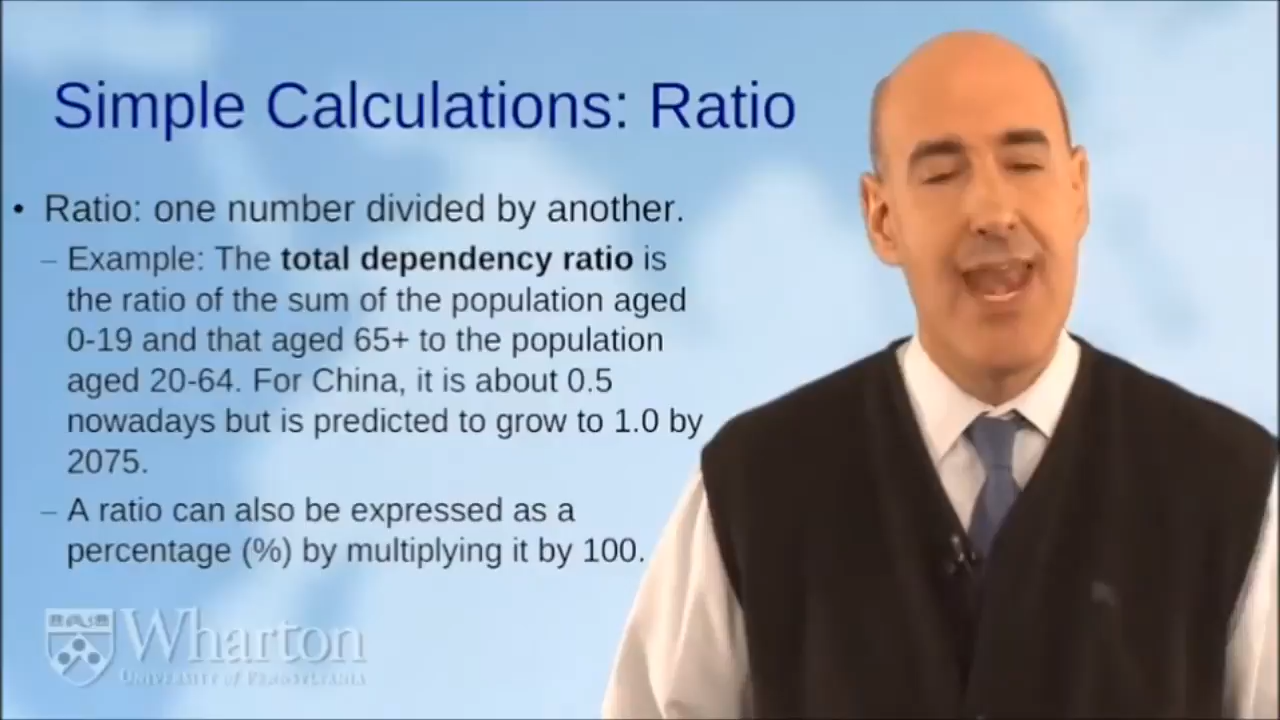 Simple Calculations: Ratio
• Ratio: one number divided by another.
– Example: The total dependency ratio is
the ratio of the sum of the population aged
0-19 and that aged 65+ to the population
aged 20-64. For China, it is about 0.5
nowadays but is predicted to grow to 1.0 by
2075.
– A ratio can also be expressed as a
percentage (%) by multiplying it by 100.
Wharton
UNIVERSITY of PENNSYLVANIA